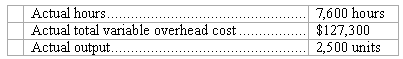 Actual hours................................................ 7,600 hours
Actual total variable overhead cost................. $127,300
Actual output............................................... 2,500 units